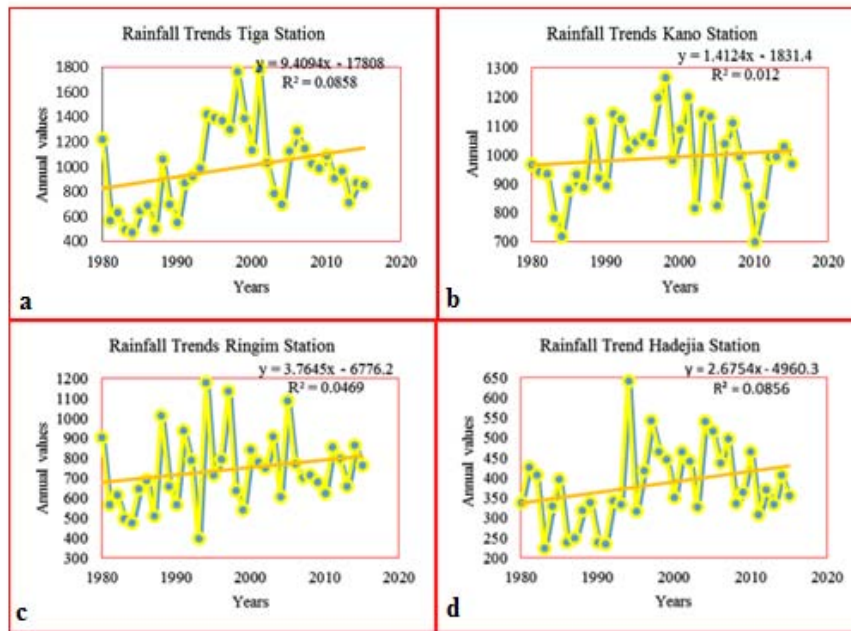 Rainfall Trends Tiga Station
y = 9.4094x - 17808
R² = 0.0858
Annual values
1800
1600
1400
1200
1000
800
600
400
1980
1990
2000
2010
2020
Years
a
Rainfall Trends Kano Station
y = 1.4124x - 1831.4
R² = 0.012
Annual
1300
1200
1100
1000
900
800
700
1980
1990
2000
2010
2020
Years
b
Rainfall Trends Ringim Station
y = 3.7645x - 6776.2
R² = 0.0469
Annual values
1200
1100
1000
900
800
700
600
500
400
300
1980
1990
2000
2010
2020
Years
c
Rainfall Trend Hadejia Station
y = 2.6754x - 4960.3
R² = 0.0856
Annual values
650
600
550
500
450
400
350
300
250
200
1980
1990
2000
2010
2020
Years
d